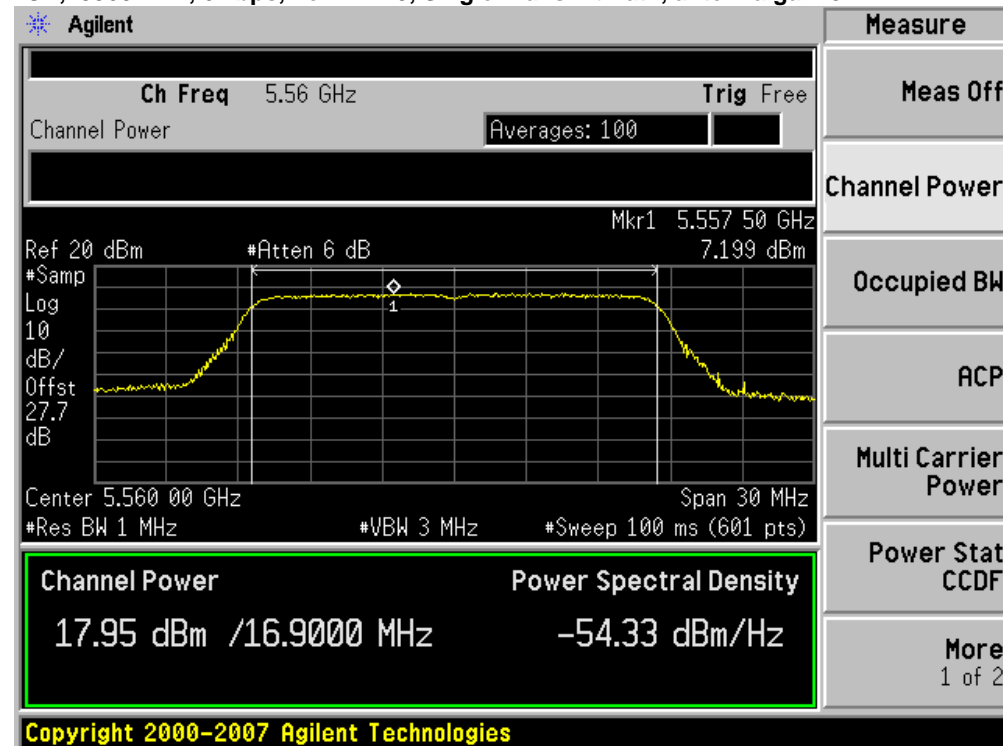 Agilent
Measure
Ch Freq 5.56 GHz Trig Free
Channel Power Averages: 100
Mkr1 5.557 50 GHz
Ref 20 dBm #Atten 6 dB 7.199 dBm
#Samp
Log
10
dB/
Offst
27.7
dB
1
Center 5.560 00 GHz Span 30 MHz
#Res BW 1 MHz #VBW 3 MHz #Sweep 100 ms (601 pts)
Channel Power Power Spectral Density
17.95 dBm /16.9000 MHz -54.33 dBm/Hz
Copyright 2000-2007 Agilent Technologies
Meas Off
Channel Power
Occupied BW
ACP
Multi Carrier
Power
Power Stat
CCDF
More
1 of 2